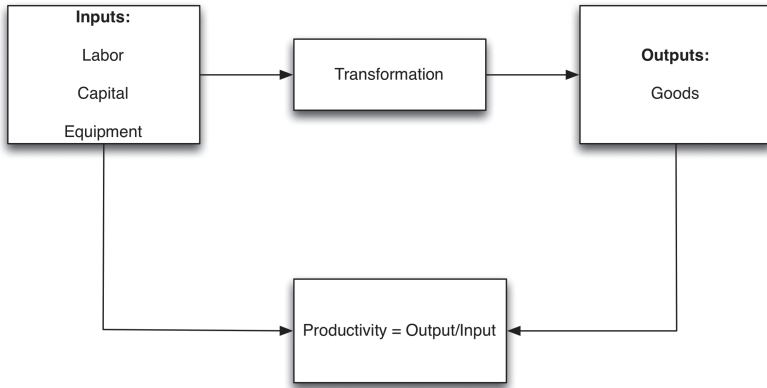 Inputs:
Labor
Capital
Equipment
Transformation
Outputs:
Goods
Productivity = Output/Input